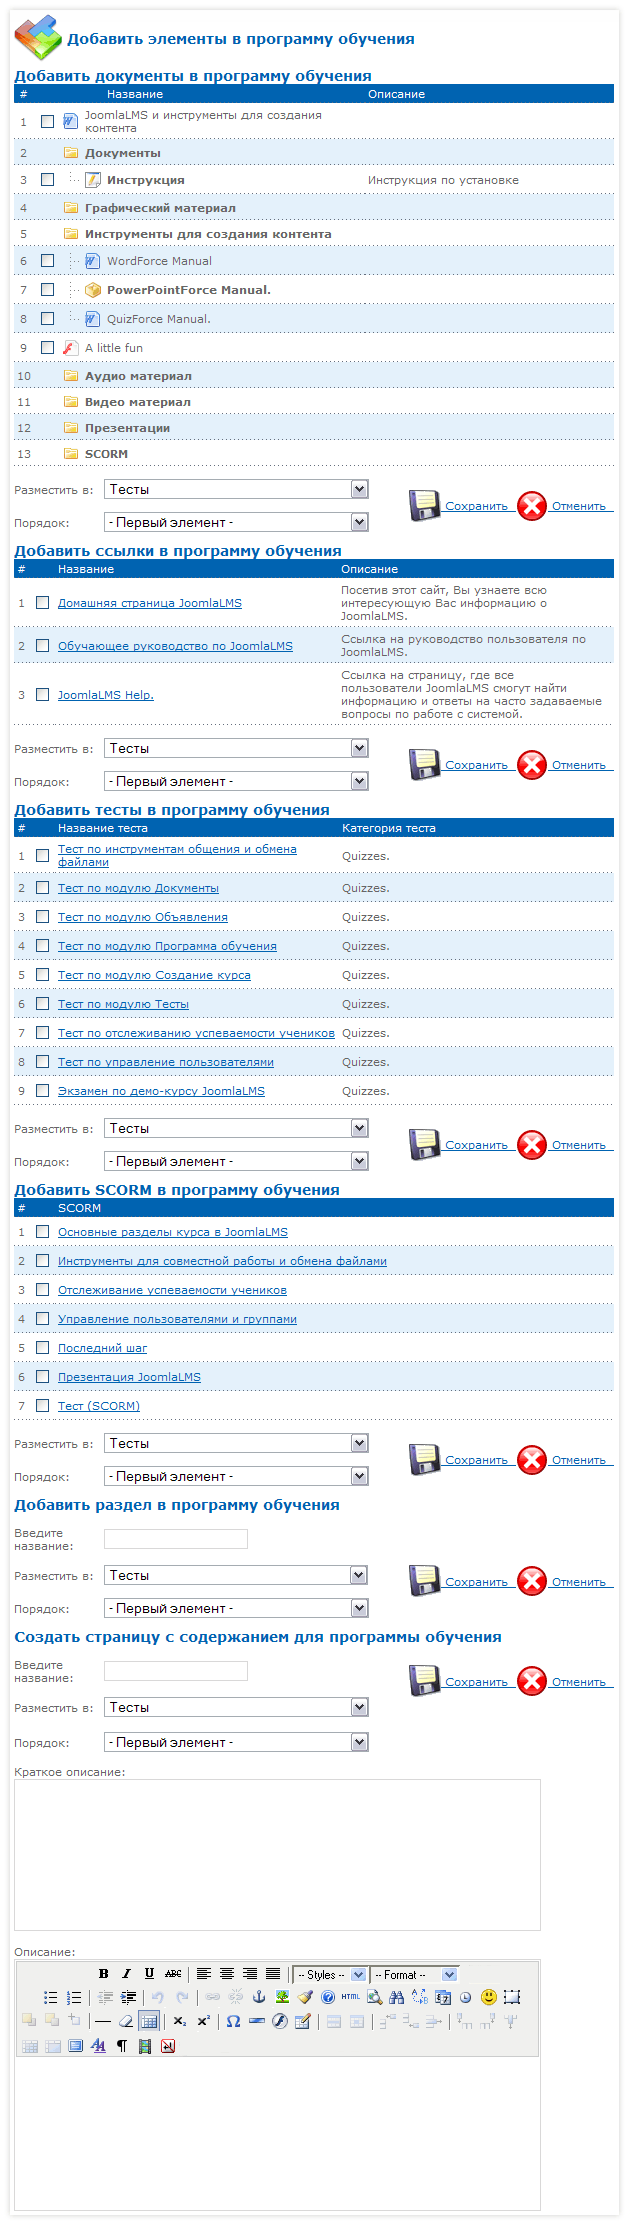 Добавить элементы в программу обучения
Добавить документы в программу обучения
# Название Описание
1 JoomlaLMS и инструменты для создания
контента
2 Документы
3 Инструкция Инструкция по установке
4 Графический материал
5 Инструменты для создания контента
6 WordForce Manual
7 PowerPointForce Manual.
8 QuizForce Manual.
9 A little fun
10 Аудио материал
11 Видео материал
12 Презентации
13 SCORM
Разместить в: Тесты
Сохранить Отменить
Порядок: - Первый элемент -
Добавить ссылки в программу обучения
# Название Описание
1 Домашняя страница JoomlaLMS Посетив этот сайт, Вы узнаете всю
интересующую Вас информацию о
JoomlaLMS.
2 Обучающее руководство по JoomlaLMS Ссылка на руководство пользователя по
JoomlaLMS.
3 JoomlaLMS Help. Ссылка на страницу, где все
пользователи JoomlaLMS смогут найти
информацию и ответы на часто задаваемые
вопросы по работе с системой.
Разместить в: Тесты
Сохранить Отменить
Порядок: - Первый элемент -
Добавить тесты в программу обучения
# Название теста Категория теста
1 Тест по инструментам общения и обмена
файлами Quizzes.
2 Тест по модулю Документы Quizzes.
3 Тест по модулю Объявления Quizzes.
4 Тест по модулю Программа обучения Quizzes.
5 Тест по модулю Создание курса Quizzes.
6 Тест по модулю Тесты Quizzes.
7 Тест по отслеживанию успеваемости учеников Quizzes.
8 Тест по управление пользователями Quizzes.
9 Экзамен по демо-курсу JoomlaLMS Quizzes.
Разместить в: Тесты
Сохранить Отменить
Порядок: - Первый элемент -
Добавить SCORM в программу обучения
# SCORM
1 Основные разделы курса в JoomlaLMS
2 Инструменты для совместной работы и обмена файлами
3 Отслеживание успеваемости учеников
4 Управление пользователями и группами
5 Последний шаг
6 Презентация JoomlaLMS
7 Тест (SCORM)
Разместить в: Тесты
Сохранить Отменить
Порядок: - Первый элемент -
Добавить раздел в программу обучения
Введите
название:
Разместить в: Тесты
Сохранить Отменить
Порядок: - Первый элемент -
Создать страницу с содержанием для программы обучения
Введите
название:
Сохранить Отменить
Разместить в: Тесты
Порядок: - Первый элемент -
Краткое описание:
Описание:
B I U ABC -- Styles -- -- Format --
HTML